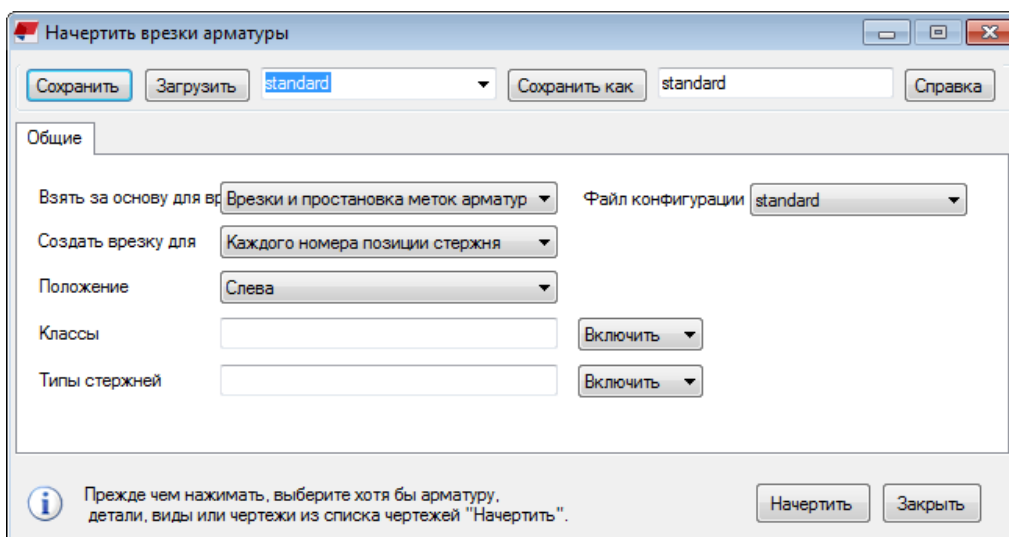 Начертить врезки арматуры
Сохранить Загрузить standard Сохранить как standard Справка
Общие
Взять за основу для вр Врезки и простановка меток арматур Файл конфигурации standard
Создать врезку для Каждого номера позиции стержня
Положение Слева
Классы Включить
Типы стержней Включить
Прежде чем нажимать, выберите хотя бы арматуру,
детали, виды или чертежи из списка чертежей "Начертить".
Начертить Закрыть